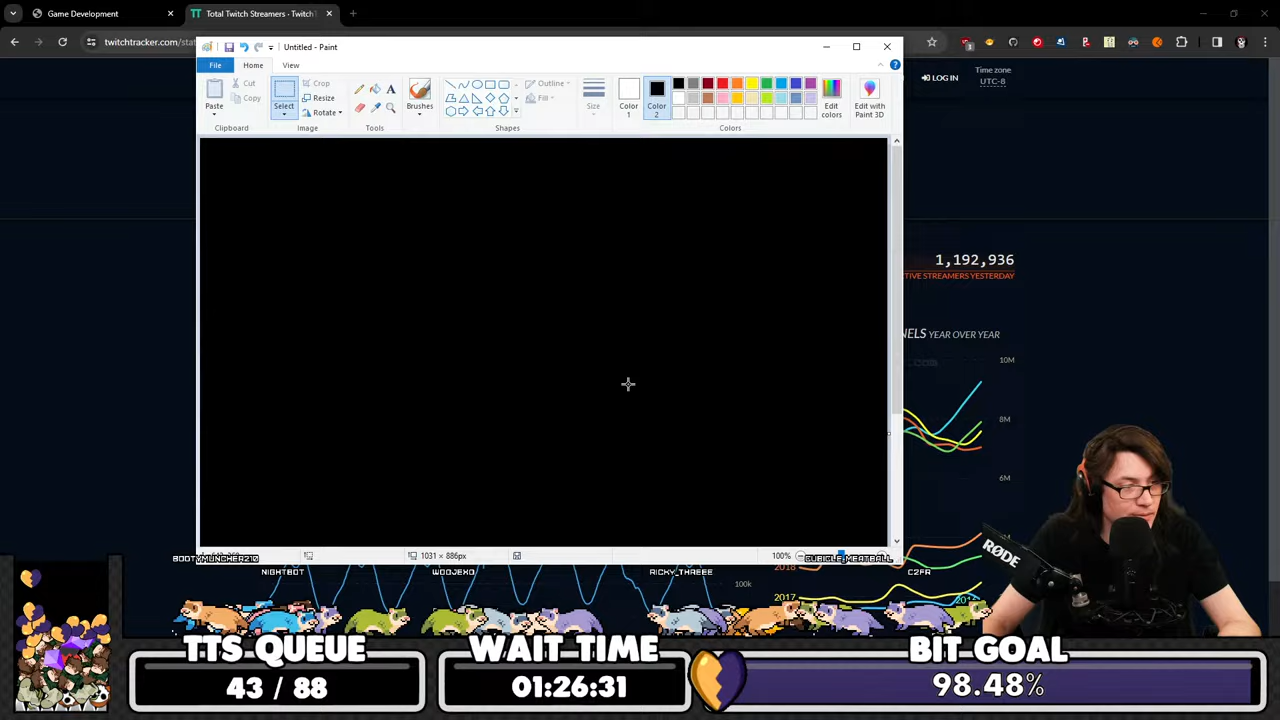 Game Development
Total Twitch Streamers · Twitch
twitchtracker.com/sta
Untitled - Paint
File
Home
View
Paste
Cut
Copy
Clipboard
Select
Crop
Resize
Rotate
Image
Tools
Brushes
Shapes
Outline
Fill
Size
Color
1
Color
2
Colors
Edit
colors
Edit with
Paint 3D
LOG IN
Time zone
UTC-8
1,192,936
TIVE STREAMERS YESTERDAY
NELS YEAR OVER YEAR
10M
8M
6M
1031 × 886px
100%
BOOTYMUNCHER210
CUBICLE_MEATBALL
NIGHTBOT
WOOJEXO
RICKY_THREEE
C2FR
100k
2018
2017
RØDE
TTS QUEUE
43 / 88
WAIT TIME
01:26:31
BIT GOAL
98.48%